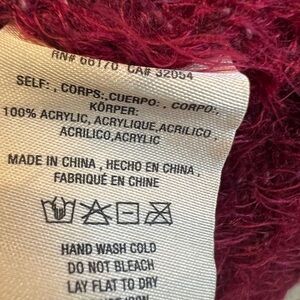 RN# 66170 CA# 32054
SELF: , CORPS:,CUERPO: , CORPO:,
KÖRPER:
100% ACRYLIC, ACRYLIQUE,ACRILICO ,
ACRILICO,ACRYLIC
MADE IN CHINA , HECHO EN CHINA ,
FABRIQUÉ EN CHINE
HAND WASH COLD
DO NOT BLEACH
LAY FLAT TO DRY